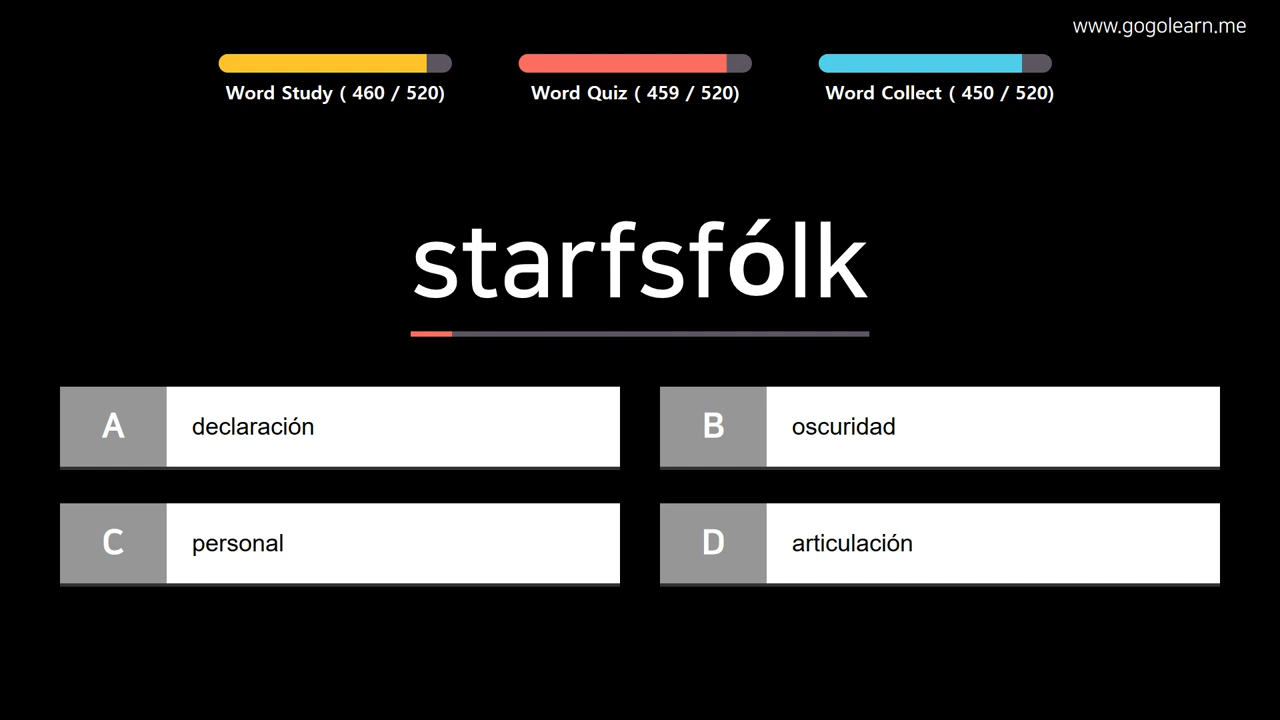 www.gogolearn.me
Word Study ( 460 / 520)
Word Quiz ( 459 / 520)
Word Collect ( 450 / 520)
starfsfólk
A declaración
B oscuridad
C personal
D articulación